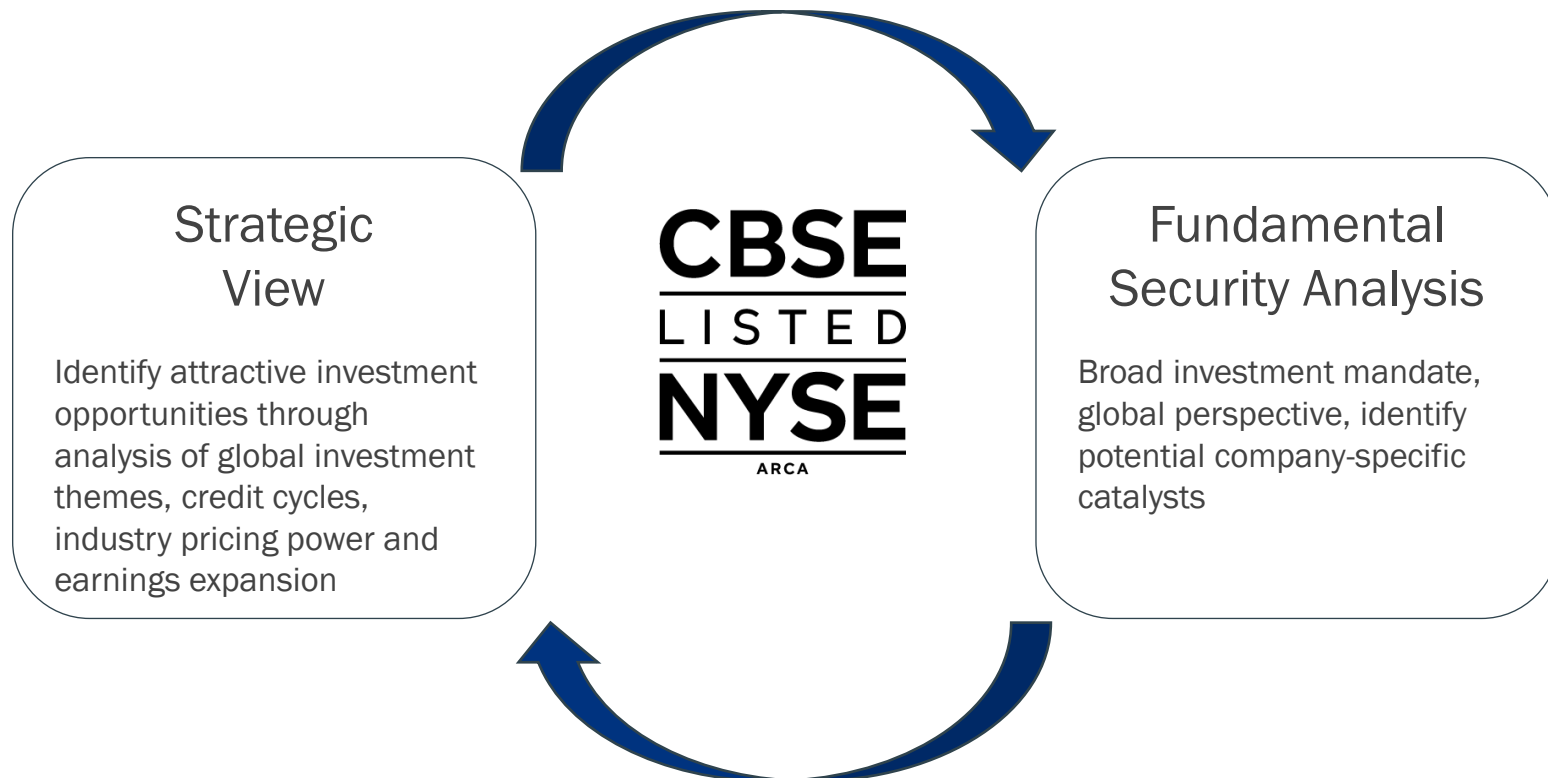 Strategic
View
Identify attractive investment
opportunities through
analysis of global investment
themes, credit cycles,
industry pricing power and
earnings expansion
CBSE
LISTED
NYSE
ARCA
Fundamental
Security Analysis
Broad investment mandate,
global perspective, identify
potential company-specific
catalysts